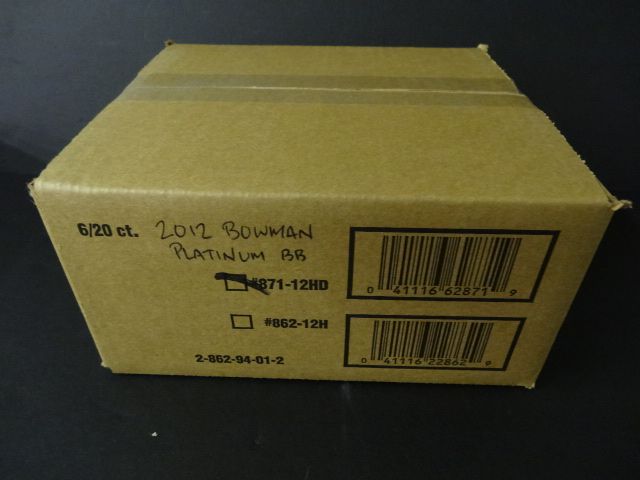 6/20 ct. 2012 BOWMAN
PLATINUM BB
#871-12HD
0 41116 62871 9
#862-12H
0 41116 22862 9
2-862-94-01-2